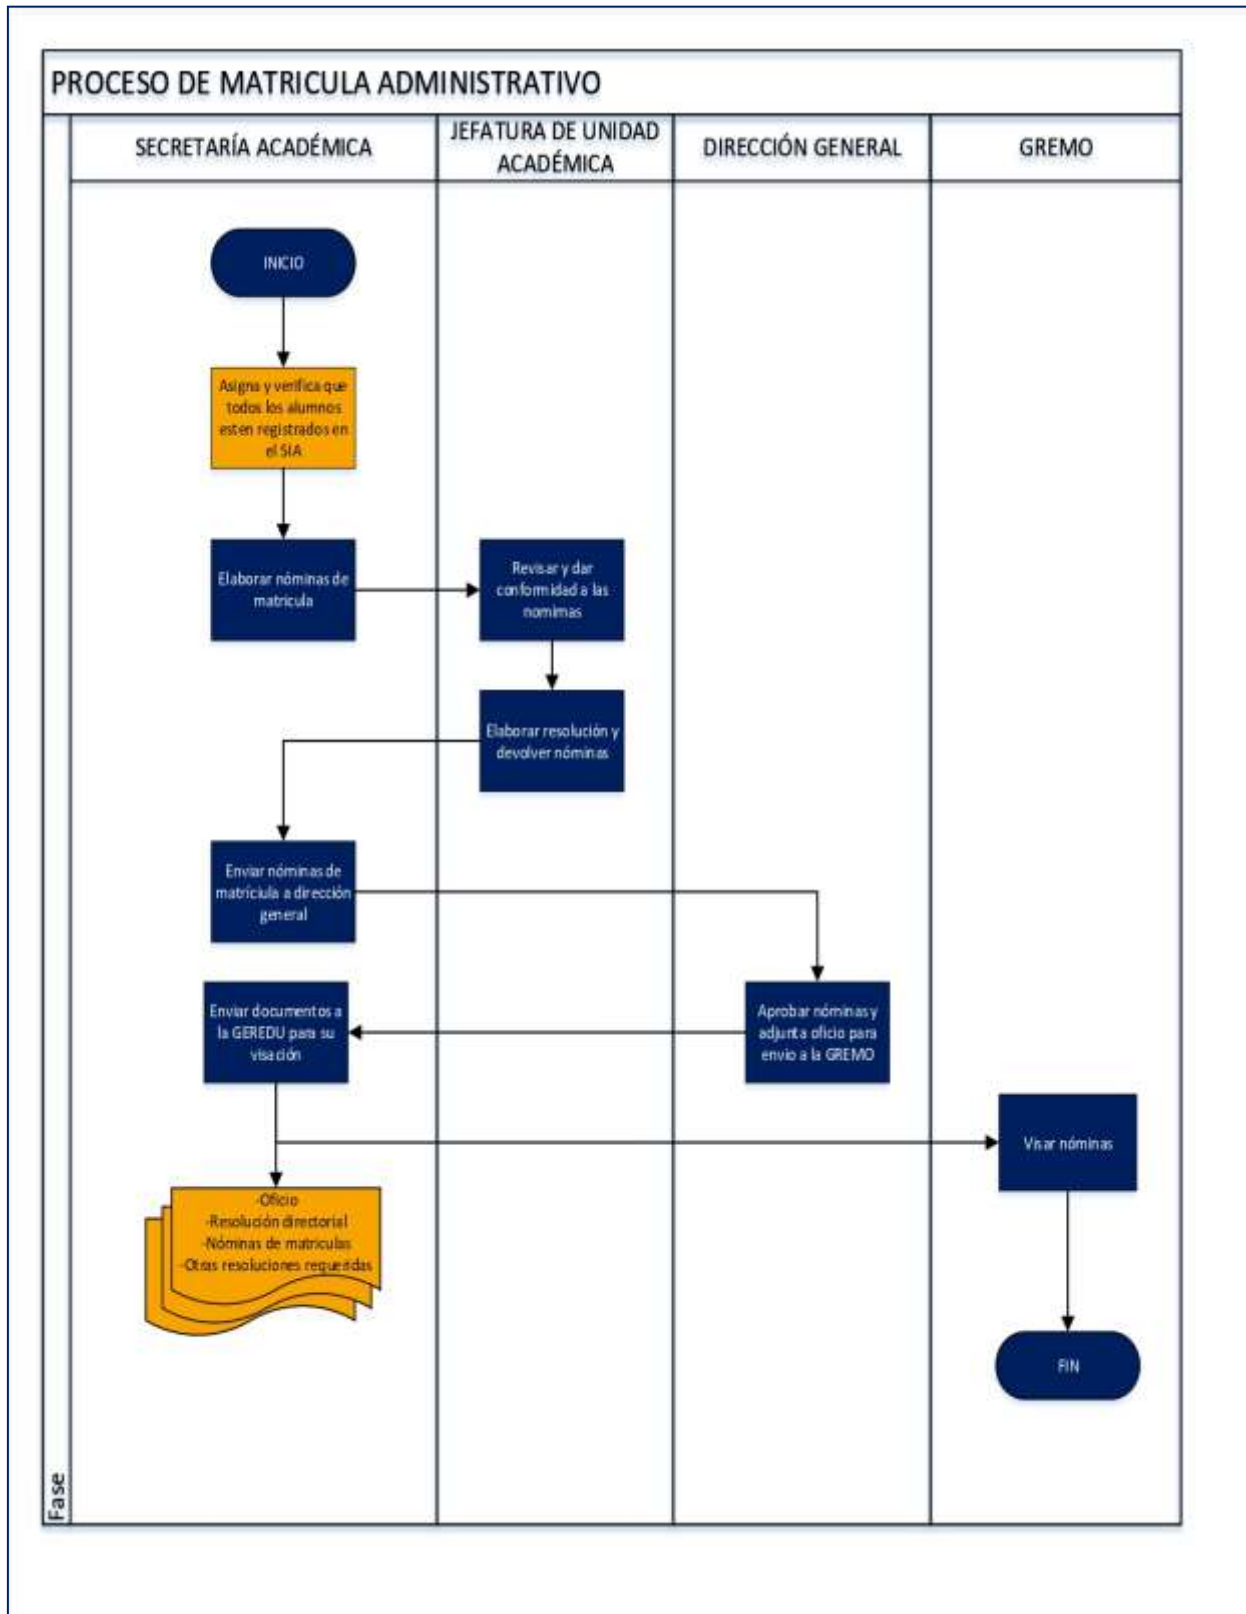 PROCESO DE MATRICULA ADMINISTRATIVO
SECRETARÍA ACADÉMICA
JEFATURA DE UNIDAD
ACADÉMICA
DIRECCIÓN GENERAL
GREMO
INICIO
Asigna y verifica que
todos los alumnos
esten registrados en
el SIA
Elaborar nóminas de
matricula
Revisar y dar
conformidad a las
nomimas
Elaborar resolución y
devolver nóminas
Enviar nóminas de
matríciula a dirección
general
Enviar documentos a
la GEREDU para su
visación
Aprobar nóminas y
adjunta oficio para
envio a la GREMO
Visar nóminas
-Oficio
-Resolución directorial
-Nóminas de matriculas
-Otras resoluciones requeridas
FIN
Fase